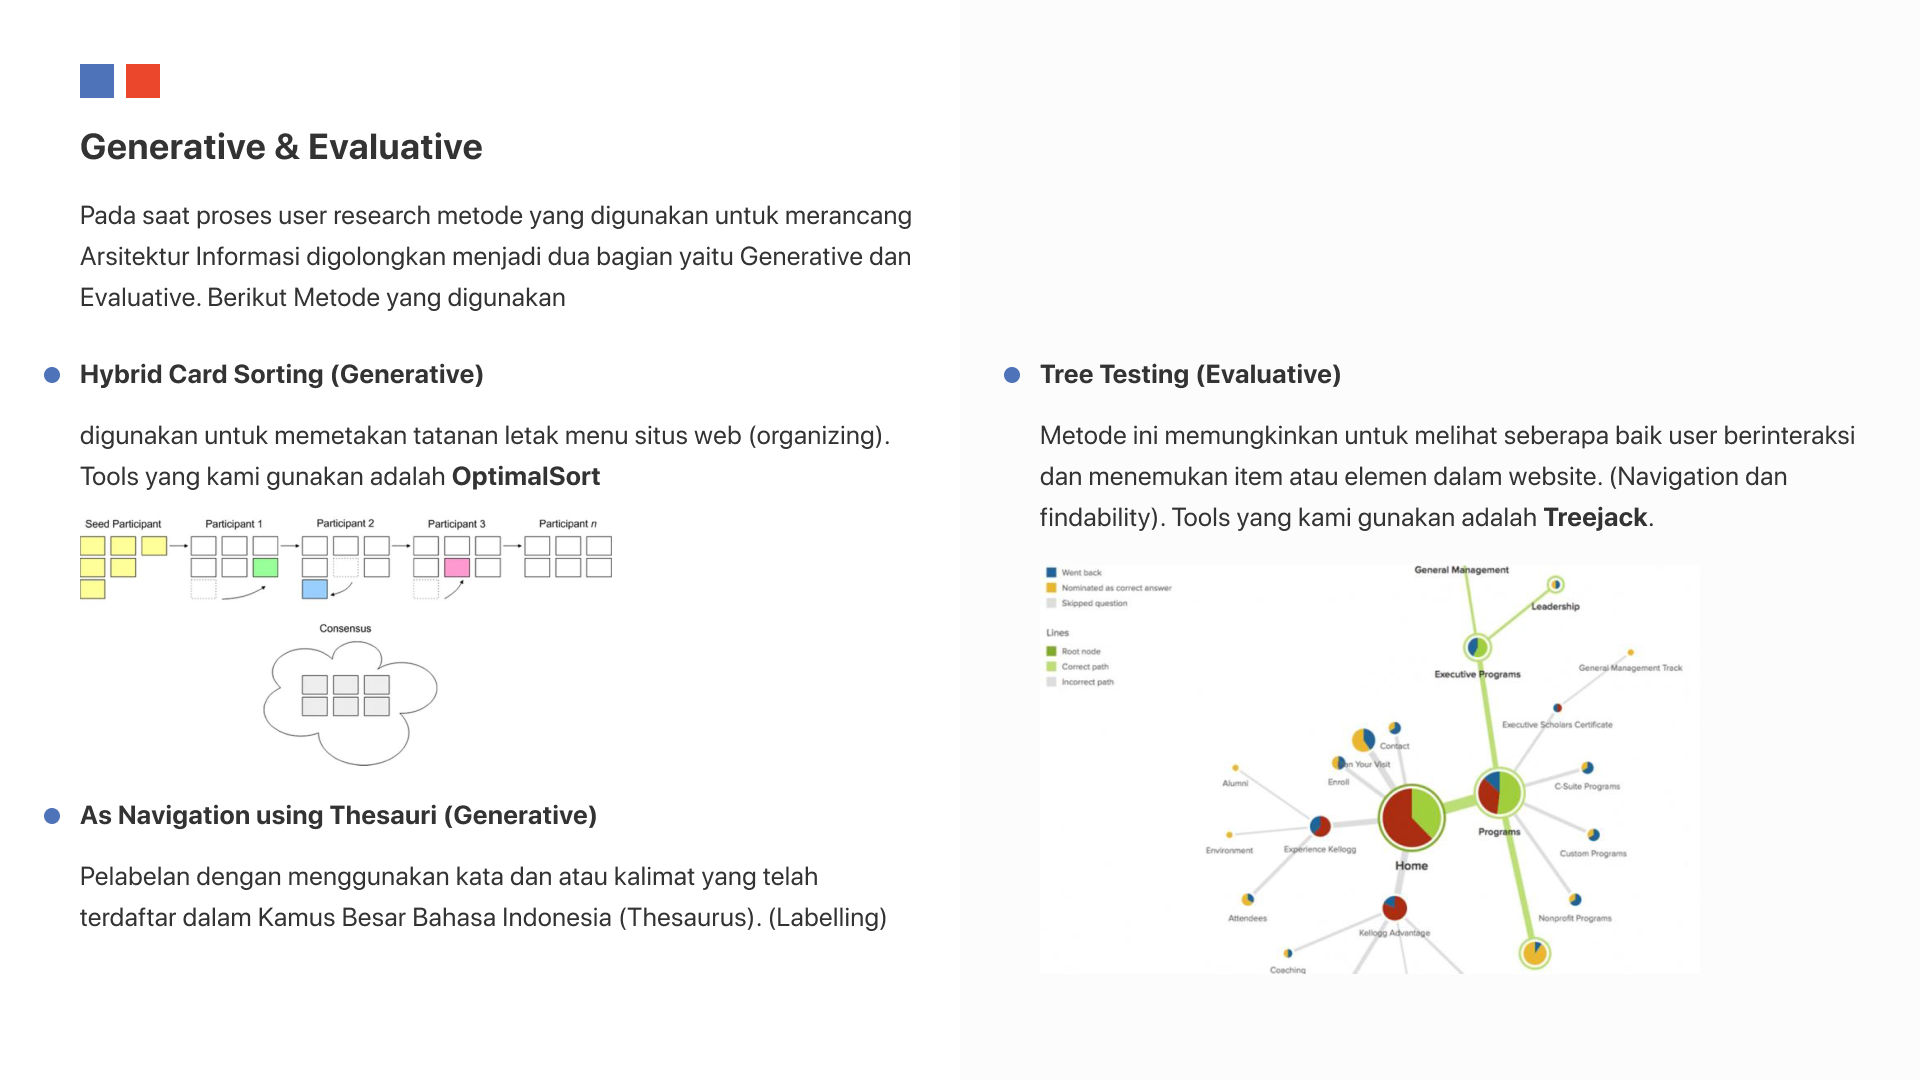 Generative & Evaluative
Pada saat proses user research metode yang digunakan untuk merancang
Arsitektur Informasi digolongkan menjadi dua bagian yaitu Generative dan
Evaluative. Berikut Metode yang digunakan
Hybrid Card Sorting (Generative)
digunakan untuk memetakan tatanan letak menu situs web (organizing).
Tools yang kami gunakan adalah OptimalSort
Seed Participant
Participant 1
Participant 2
Participant 3
Participant n
Consensus
As Navigation using Thesauri (Generative)
Pelabelan dengan menggunakan kata dan atau kalimat yang telah
terdaftar dalam Kamus Besar Bahasa Indonesia (Thesaurus). (Labelling)
Tree Testing (Evaluative)
Metode ini memungkinkan untuk melihat seberapa baik user berinteraksi
dan menemukan item atau elemen dalam website. (Navigation dan
findability). Tools yang kami gunakan adalah Treejack.
Went back
Nominated as correct answer
Skipped question
Lines
Root node
Correct path
Incorrect path
General Management
Leadership
Executive Programs
General Management Track
Executive Scholars Certificate
Contact
Your Visit
Enroll
Alumni
C-Suite Programs
Programs
Environment
Experience Kellogg
Custom Programs
Home
Attendees
Nonprofit Programs
Kellogg Advantage
Coaching